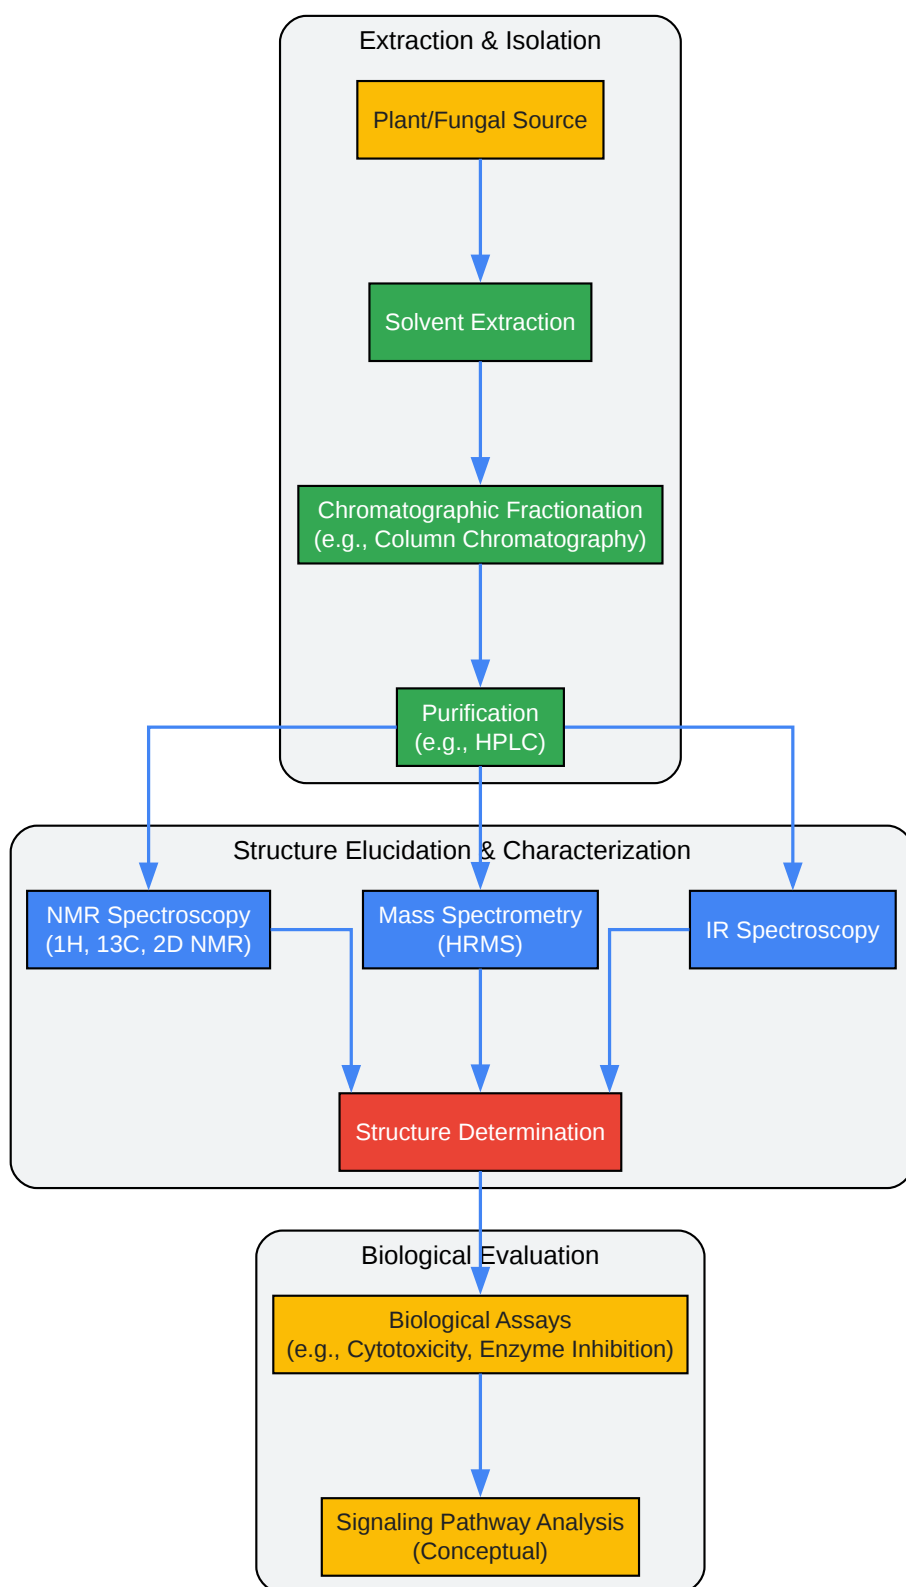 Extraction & Isolation
Plant/Fungal Source
Solvent Extraction
Chromatographic Fractionation
(e.g., Column Chromatography)
Purification
(e.g., HPLC)
Structure Elucidation & Characterization
NMR Spectroscopy
(1H, 13C, 2D NMR)
Mass Spectrometry
(HRMS)
IR Spectroscopy
Structure Determination
Biological Evaluation
Biological Assays
(e.g., Cytotoxicity, Enzyme Inhibition)
Signaling Pathway Analysis
(Conceptual)